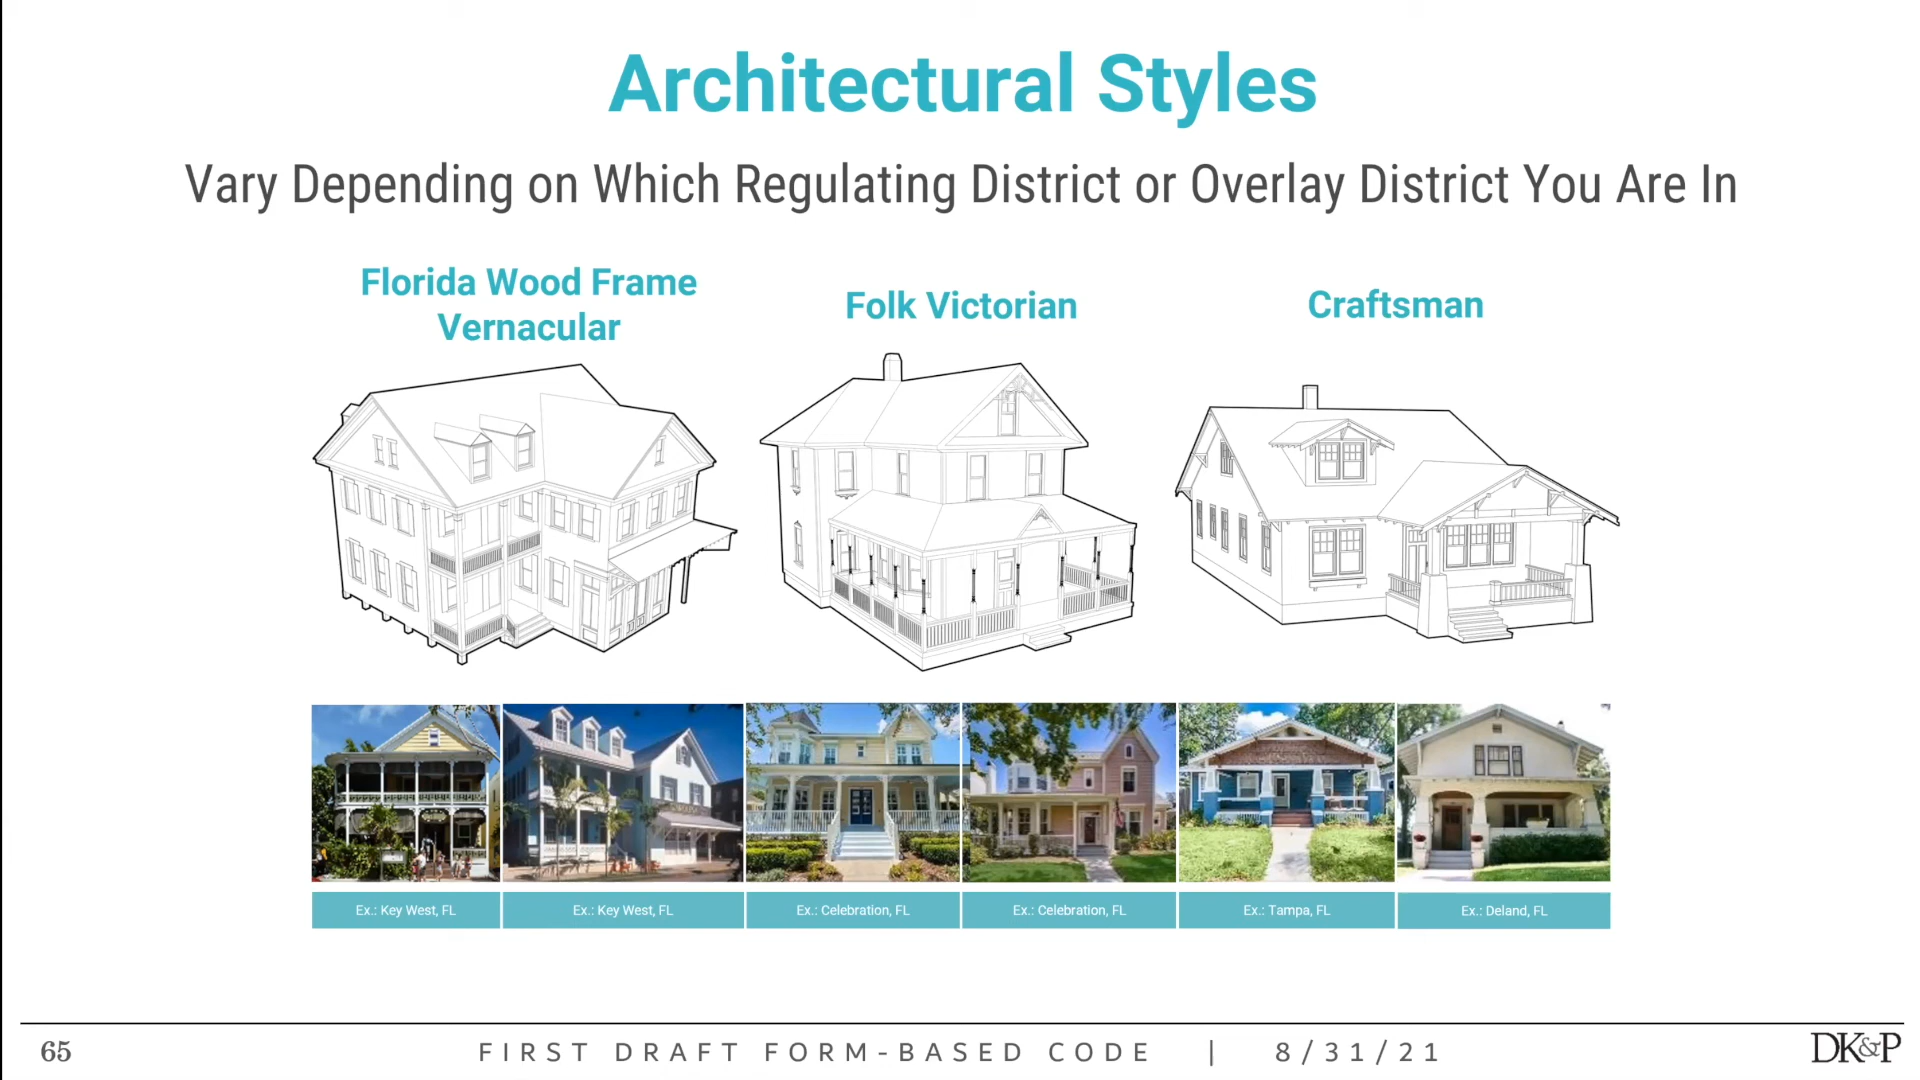 Architectural Styles
Vary Depending on Which Regulating District or Overlay District You Are In
Florida Wood Frame
Vernacular
Folk Victorian
Craftsman
Ex.: Key West, FL
Ex.: Key West, FL
Ex.: Celebration, FL
Ex.: Celebration, FL
Ex.: Tampa, FL
Ex.: Deland, FL
65
FIRST DRAFT FORM-BASED CODE | 8/31/21
DK&P